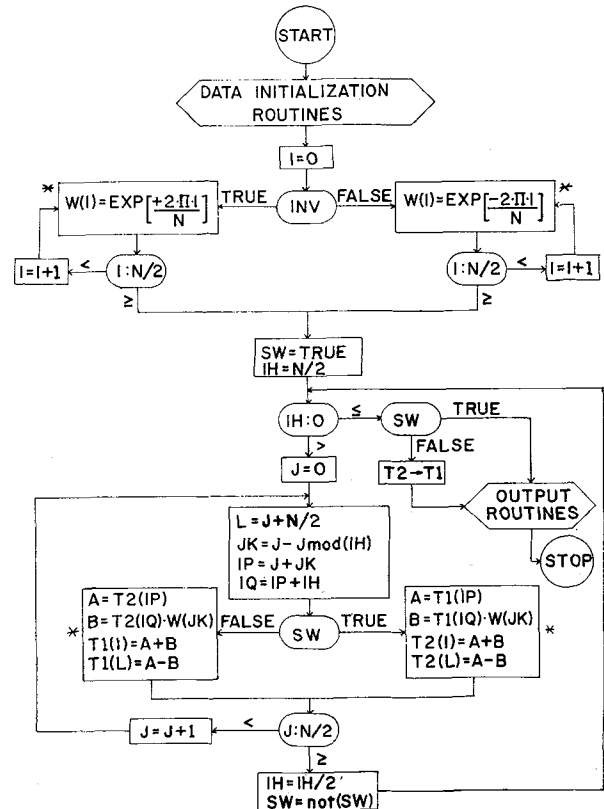 START
DATA INITIALIZATION
ROUTINES
I=0
* W(I)=EXP[+2·Π·I/N]
TRUE
INV
FALSE
W(I)=EXP[-2·Π·I/N] *
I=I+1
<
I:N/2
≥
I:N/2
<
I=I+1
≥
SW=TRUE
IH=N/2
IH:0
≤
SW
TRUE
>
FALSE
J=0
T2→T1
OUTPUT
ROUTINES
STOP
L=J+N/2
JK=J-Jmod(IH)
IP=J+JK
IQ=IP+IH
A=T2(IP)
B=T2(IQ)·W(JK)
T1(I)=A+B
T1(L)=A-B
*
FALSE
SW
TRUE
A=T1(IP)
B=T1(IQ)·W(JK)
T2(I)=A+B
T2(L)=A-B
*
J=J+1
<
J:N/2
≥
IH=IH/2
SW=not(SW)